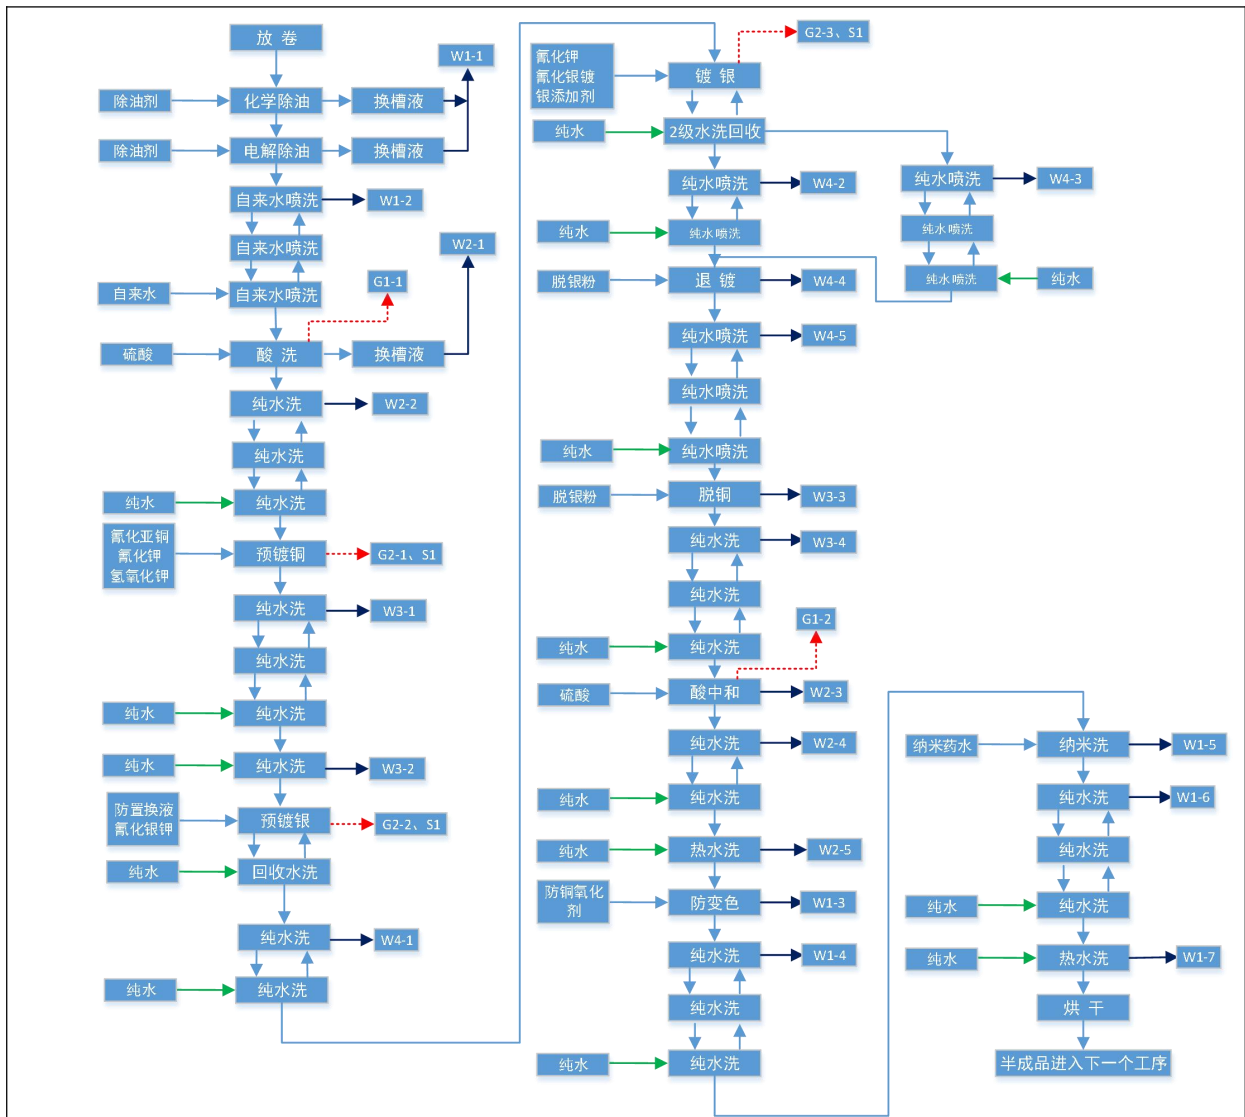 放 卷
W1-1
除油剂
化学除油
换槽液
除油剂
电解除油
换槽液
自来水喷洗
W1-2
自来水喷洗
W2-1
G1-1
自来水
自来水喷洗
硫酸
酸 洗
换槽液
纯水洗
W2-2
纯水洗
纯水
纯水洗
氰化亚铜
氰化钾
氢氧化钾
预镀铜
G2-1、S1
纯水洗
W3-1
纯水洗
纯水
纯水洗
纯水
纯水洗
W3-2
防置换液
氰化银钾
预镀银
G2-2、S1
纯水
回收水洗
纯水洗
W4-1
纯水
纯水洗
G2-3、S1
氰化钾
氰化银镀
银添加剂
镀 银
纯水
2级水洗回收
纯水喷洗
W4-2
纯水
纯水喷洗
纯水喷洗
W4-3
纯水喷洗
纯水喷洗
纯水
脱银粉
退 镀
W4-4
纯水喷洗
W4-5
纯水喷洗
纯水
纯水喷洗
脱银粉
脱铜
W3-3
纯水洗
W3-4
纯水洗
G1-2
纯水
纯水洗
硫酸
酸中和
W2-3
纯水洗
W2-4
纯水
纯水洗
纯水
热水洗
W2-5
防铜氧化
剂
防变色
W1-3
纯水洗
W1-4
纯水洗
纯水
纯水洗
纳米药水
纳米洗
W1-5
纯水洗
W1-6
纯水洗
纯水
纯水洗
纯水
热水洗
W1-7
烘 干
半成品进入下一个工序